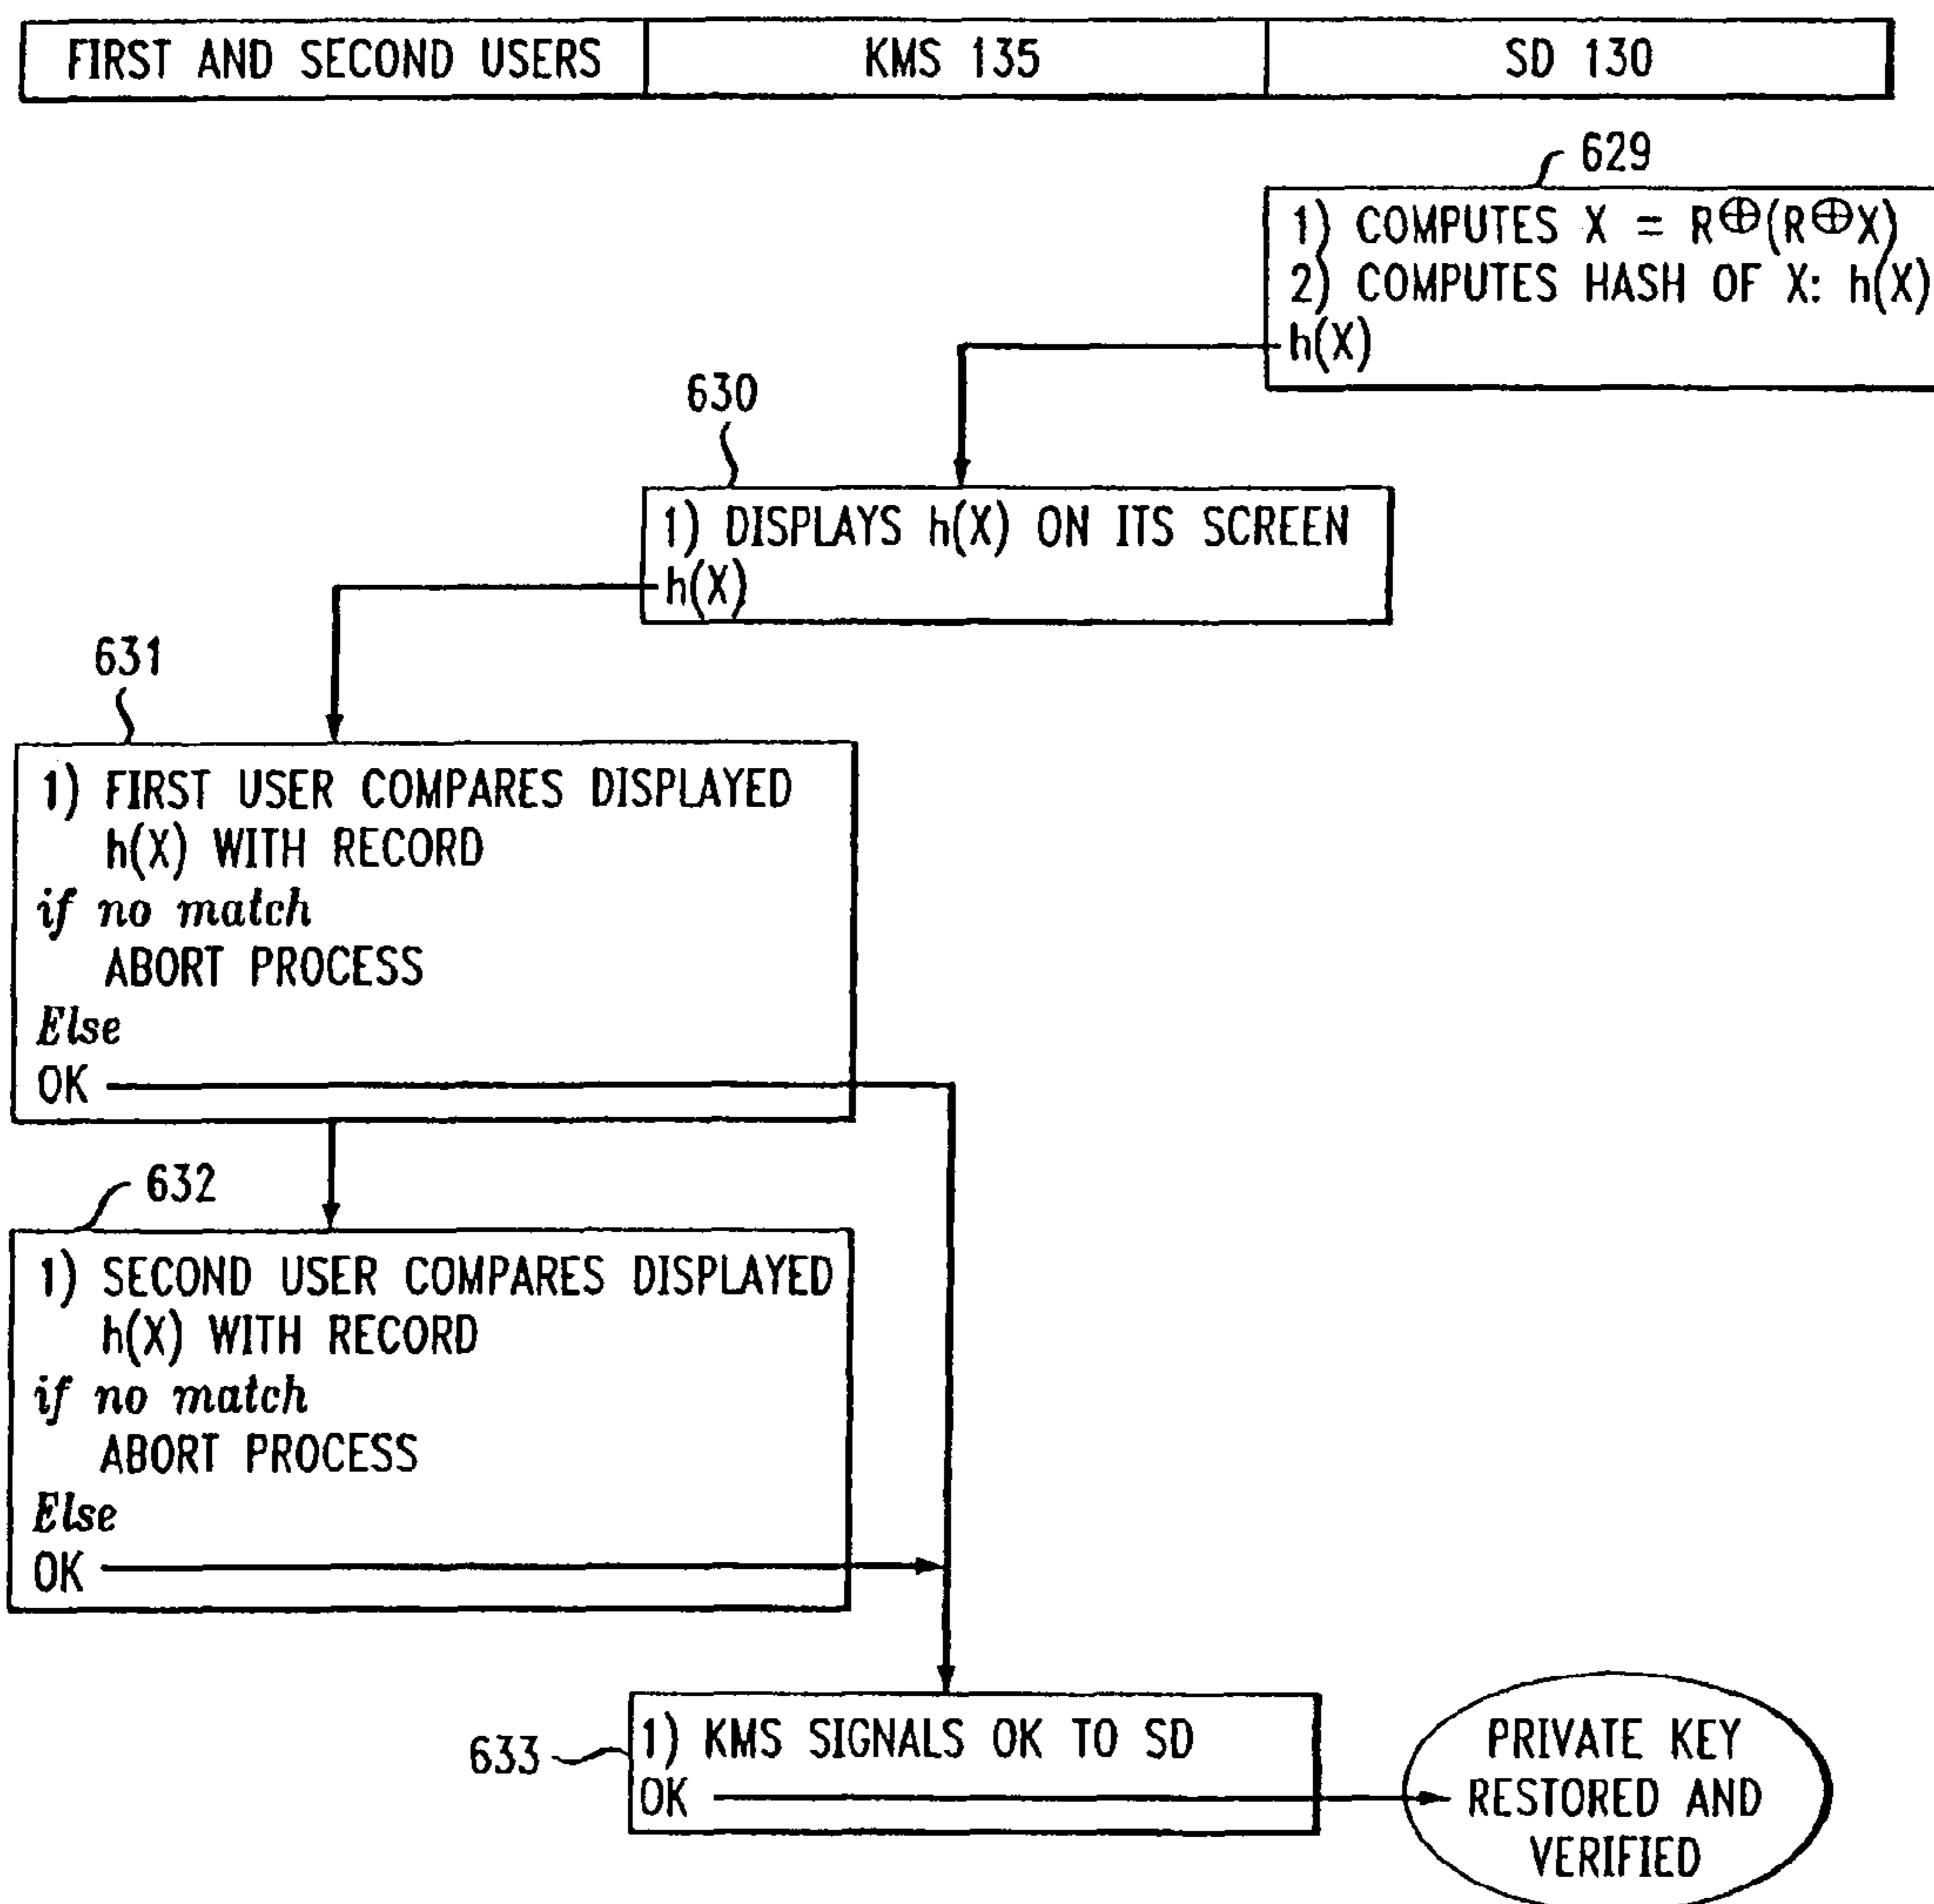 FIRST AND SECOND USERS
KMS 135
SD 130
629
1) COMPUTES X = R⊕(R⊕X)
2) COMPUTES HASH OF X: h(X)
h(X)
630
1) DISPLAYS h(X) ON ITS SCREEN
h(X)
631
1) FIRST USER COMPARES DISPLAYED
h(X) WITH RECORD
if no match
ABORT PROCESS
Else
OK
632
1) SECOND USER COMPARES DISPLAYED
h(X) WITH RECORD
if no match
ABORT PROCESS
Else
OK
633
1) KMS SIGNALS OK TO SD
OK
PRIVATE KEY
RESTORED AND
VERIFIED